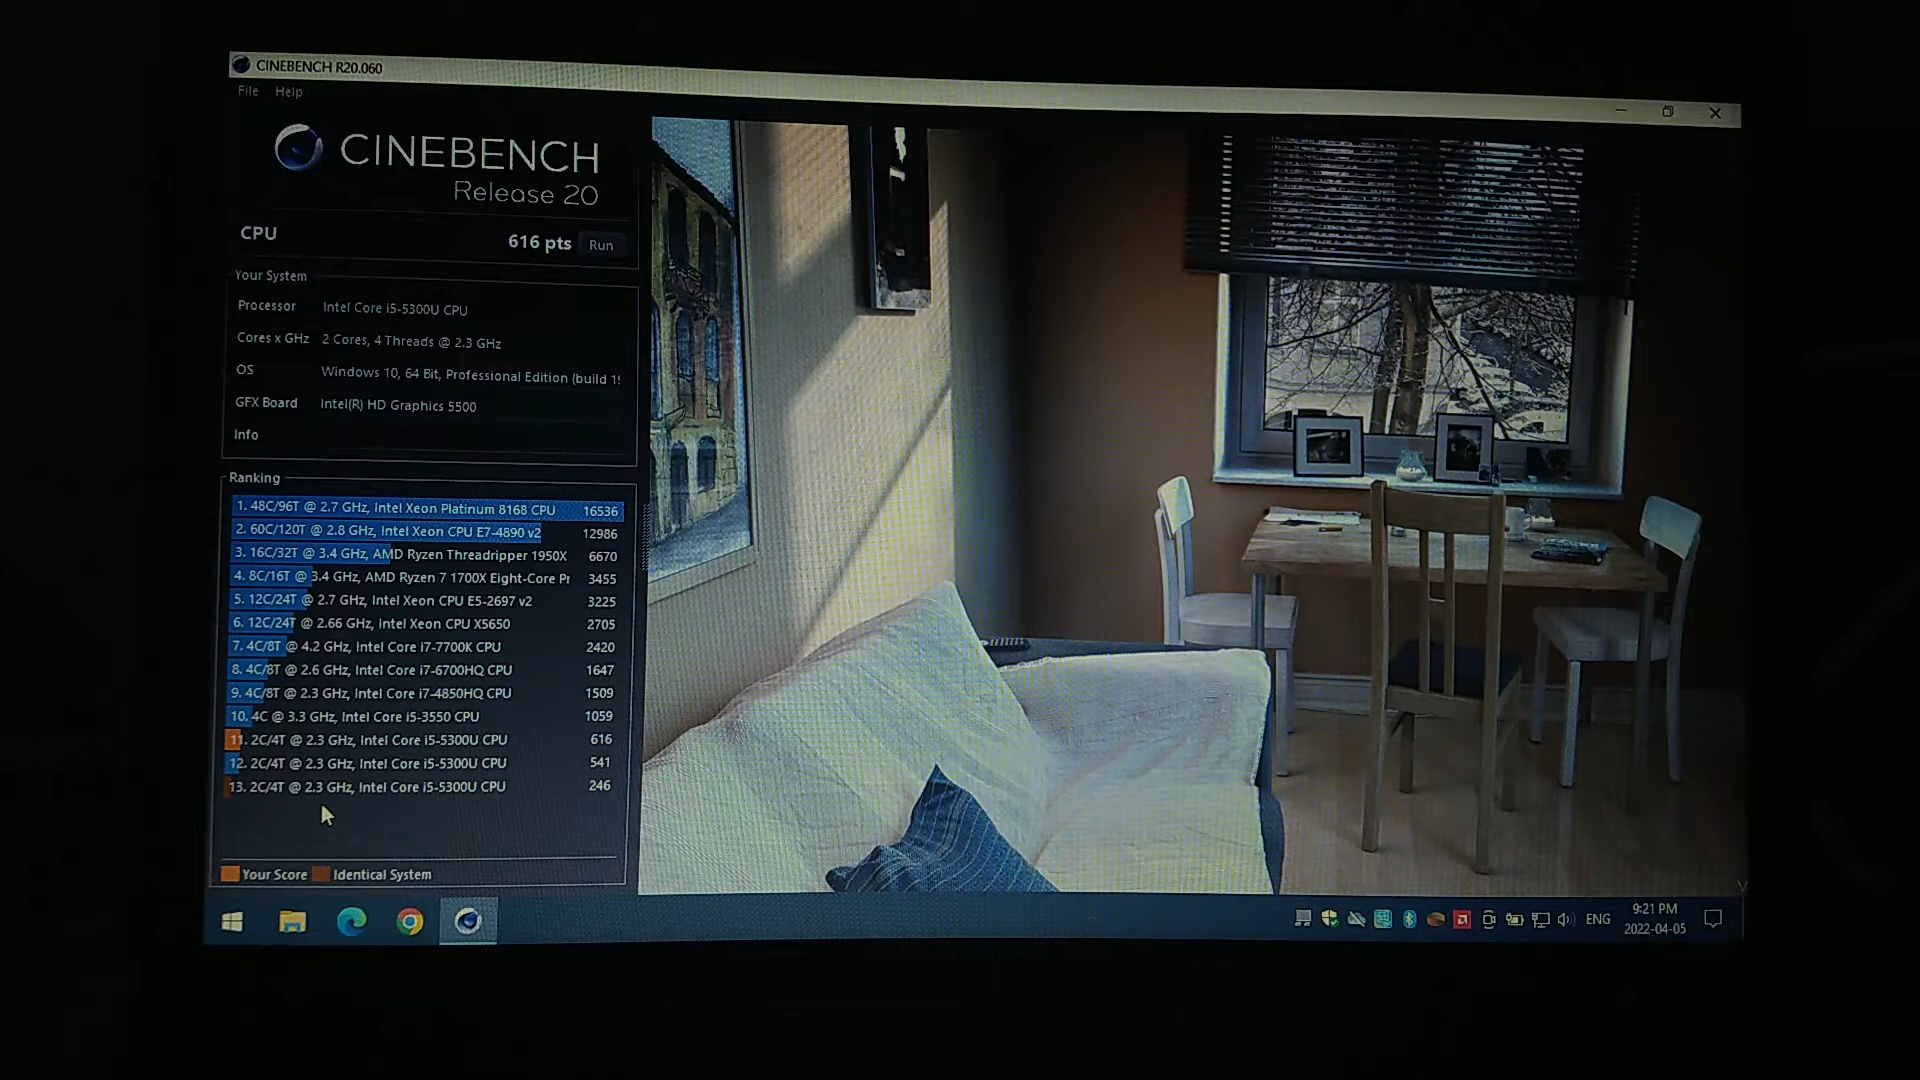 CINEBENCH R20.060
File Help
CINEBENCH
Release 20
CPU 616 pts Run
Your System
Processor Intel Core i5-5300U CPU
Cores x GHz 2 Cores, 4 Threads @ 2.3 GHz
OS Windows 10, 64 Bit, Professional Edition (build 19
GFX Board Intel(R) HD Graphics 5500
Info
Ranking
1. 48C/96T @ 2.7 GHz, Intel Xeon Platinum 8168 CPU 16536
2. 60C/120T @ 2.8 GHz, Intel Xeon CPU E7-4890 v2 12986
3. 16C/32T @ 3.4 GHz, AMD Ryzen Threadripper 1950X 6670
4. 8C/16T @ 3.4 GHz, AMD Ryzen 7 1700X Eight-Core Pr 3455
5. 12C/24T @ 2.7 GHz, Intel Xeon CPU E5-2697 v2 3225
6. 12C/24T @ 2.66 GHz, Intel Xeon CPU X5650 2705
7. 4C/8T @ 4.2 GHz, Intel Core i7-7700K CPU 2420
8. 4C/8T @ 2.6 GHz, Intel Core i7-6700HQ CPU 1647
9. 4C/8T @ 2.3 GHz, Intel Core i7-4850HQ CPU 1509
10. 4C @ 3.3 GHz, Intel Core i5-3550 CPU 1059
11. 2C/4T @ 2.3 GHz, Intel Core i5-5300U CPU 616
12. 2C/4T @ 2.3 GHz, Intel Core i5-5300U CPU 541
13. 2C/4T @ 2.3 GHz, Intel Core i5-5300U CPU 246
Your Score Identical System
ENG
9:21 PM
2022-04-05